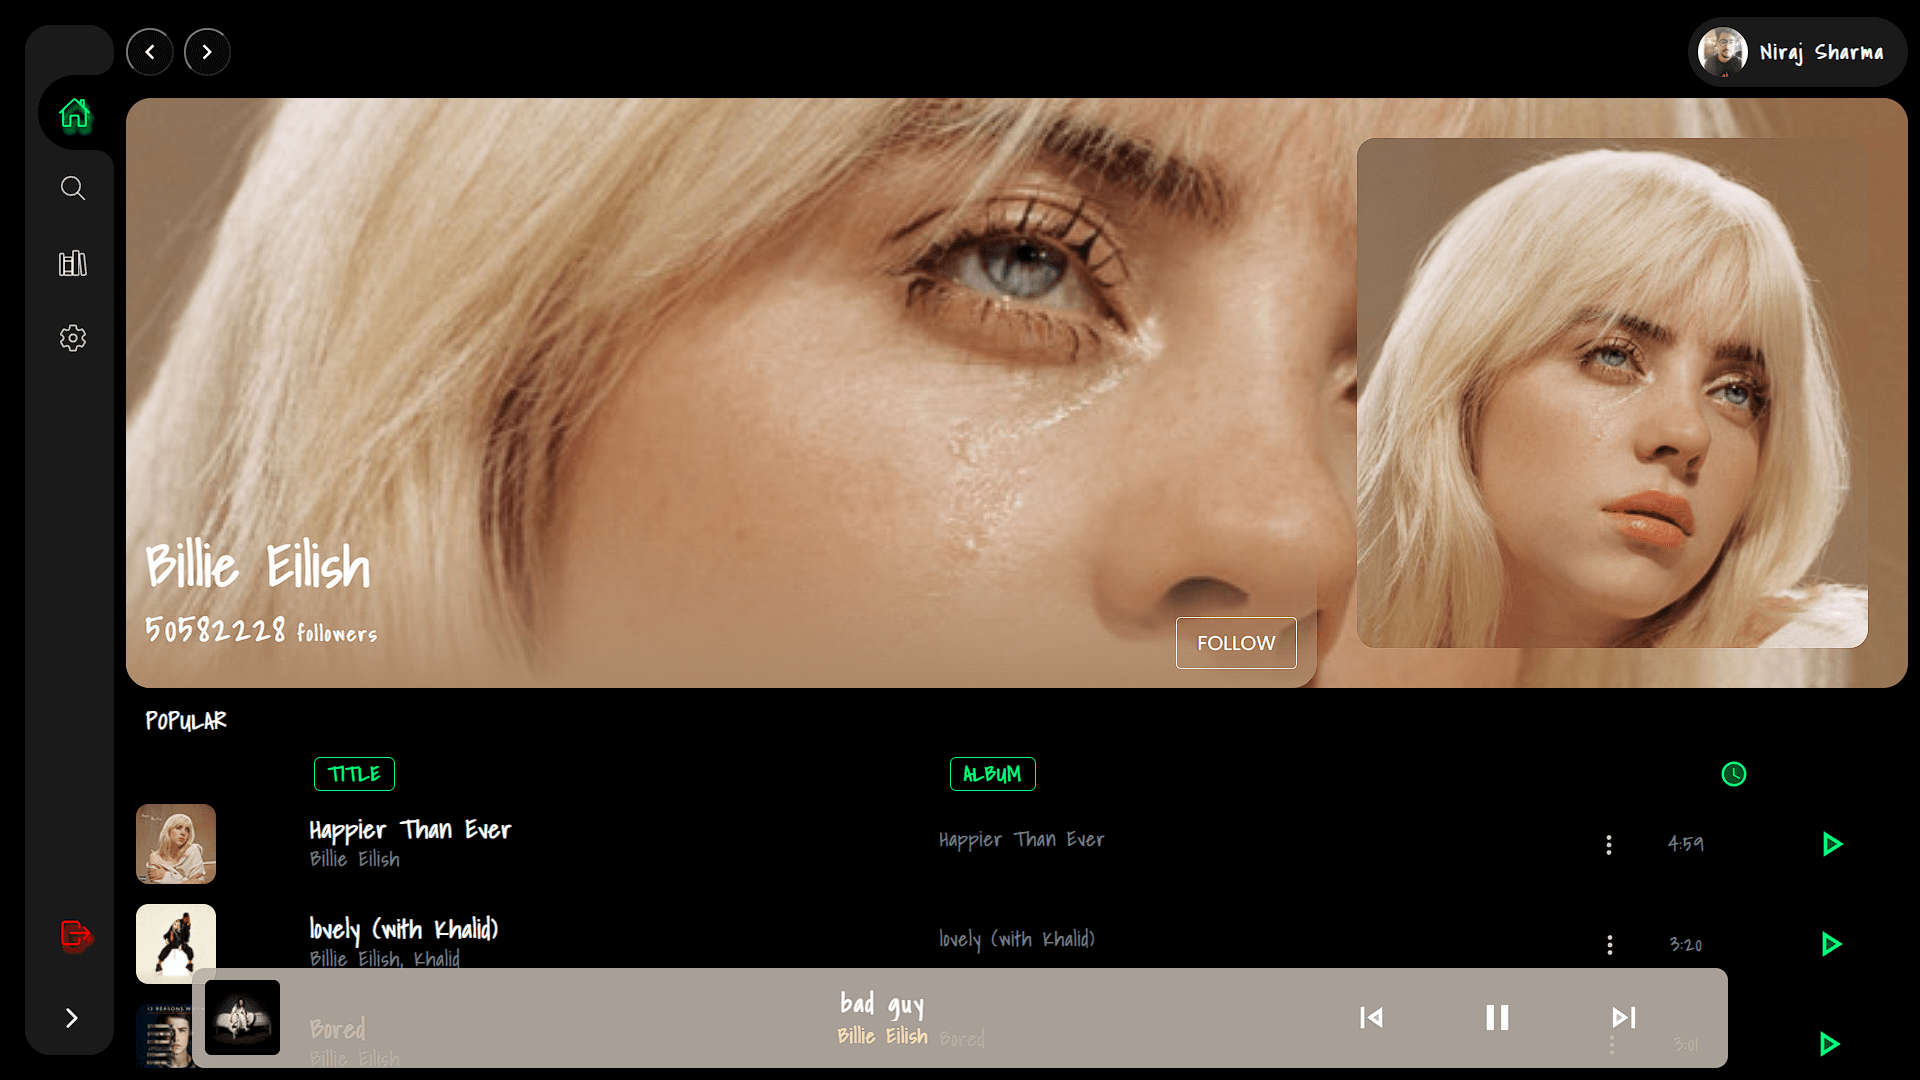 Niraj Sharma
Billie Eilish
50582228 followers
FOLLOW
POPULAR
TITLE
ALBUM
Happier Than Ever
Billie Eilish
Happier Than Ever
4:59
lovely (with Khalid)
Billie Eilish, Khalid
lovely (with Khalid)
3:20
bad guy
Billie Eilish
Bored
Billie Eilish
Bored
3:01